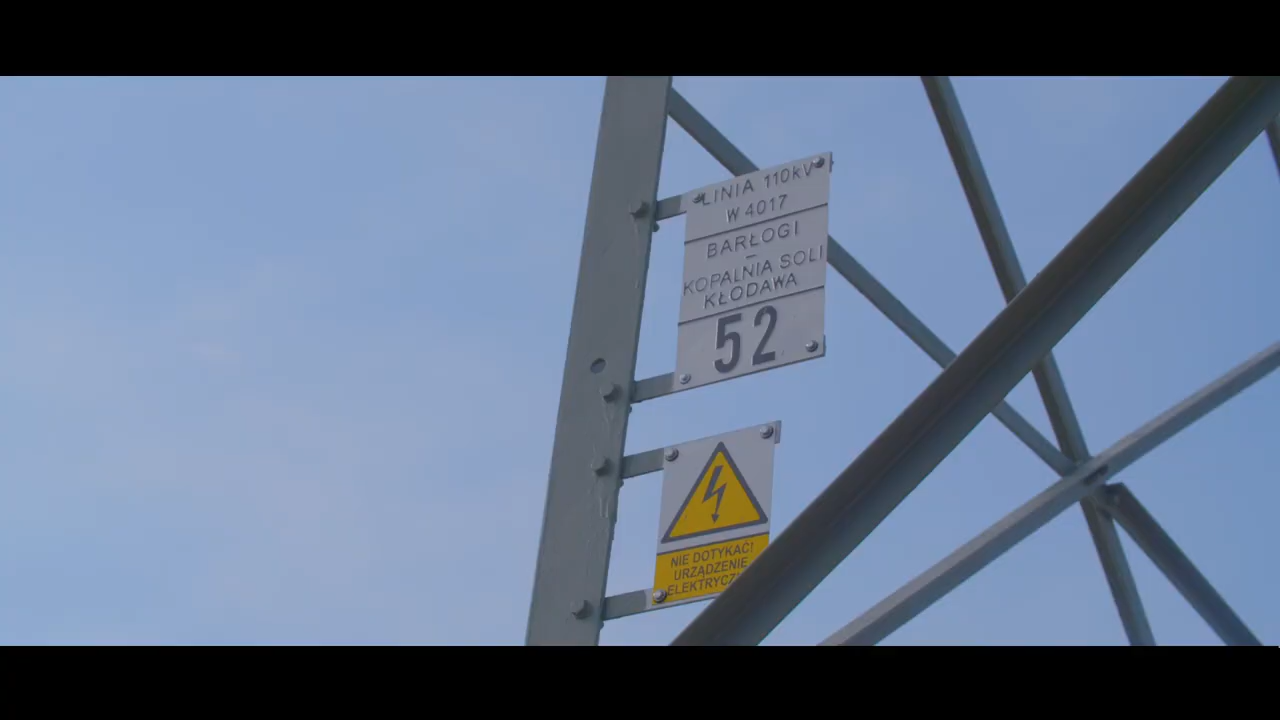 LINIA 110kV
W 4017
BARŁOGI
–
KOPALNIA SOLI
KŁODAWA
52
NIE DOTYKAĆ!
URZĄDZENIE